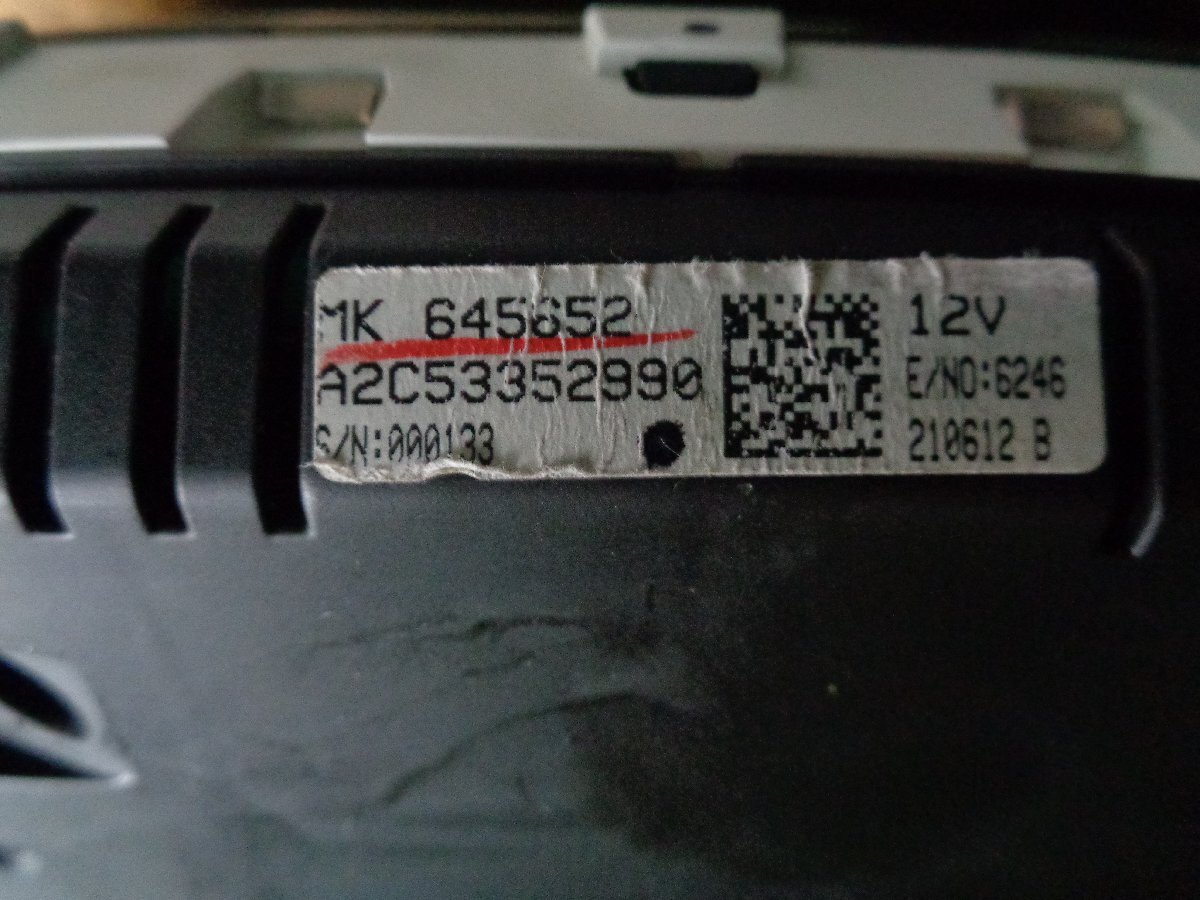 MK 645652
A2C53352990
S/N:000133
12V
E/NO:6246
210612 B